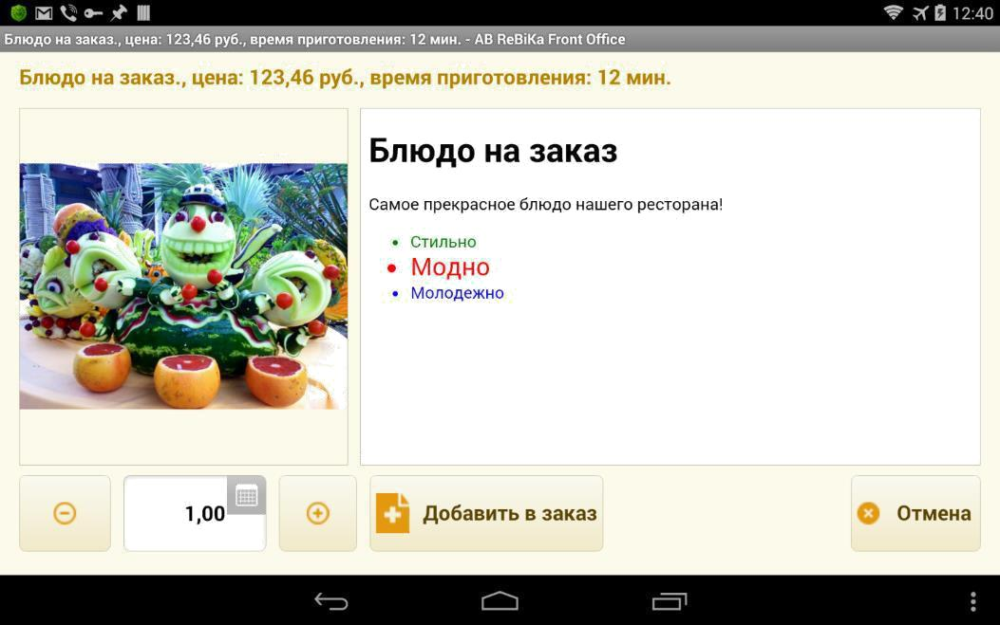 12:40
Блюдо на заказ., цена: 123,46 руб., время приготовления: 12 мин. - AB ReBiKa Front Office
Блюдо на заказ., цена: 123,46 руб., время приготовления: 12 мин.
Блюдо на заказ
Самое прекрасное блюдо нашего ресторана!
Стильно
Модно
Молодежно
1,00
Добавить в заказ
Отмена